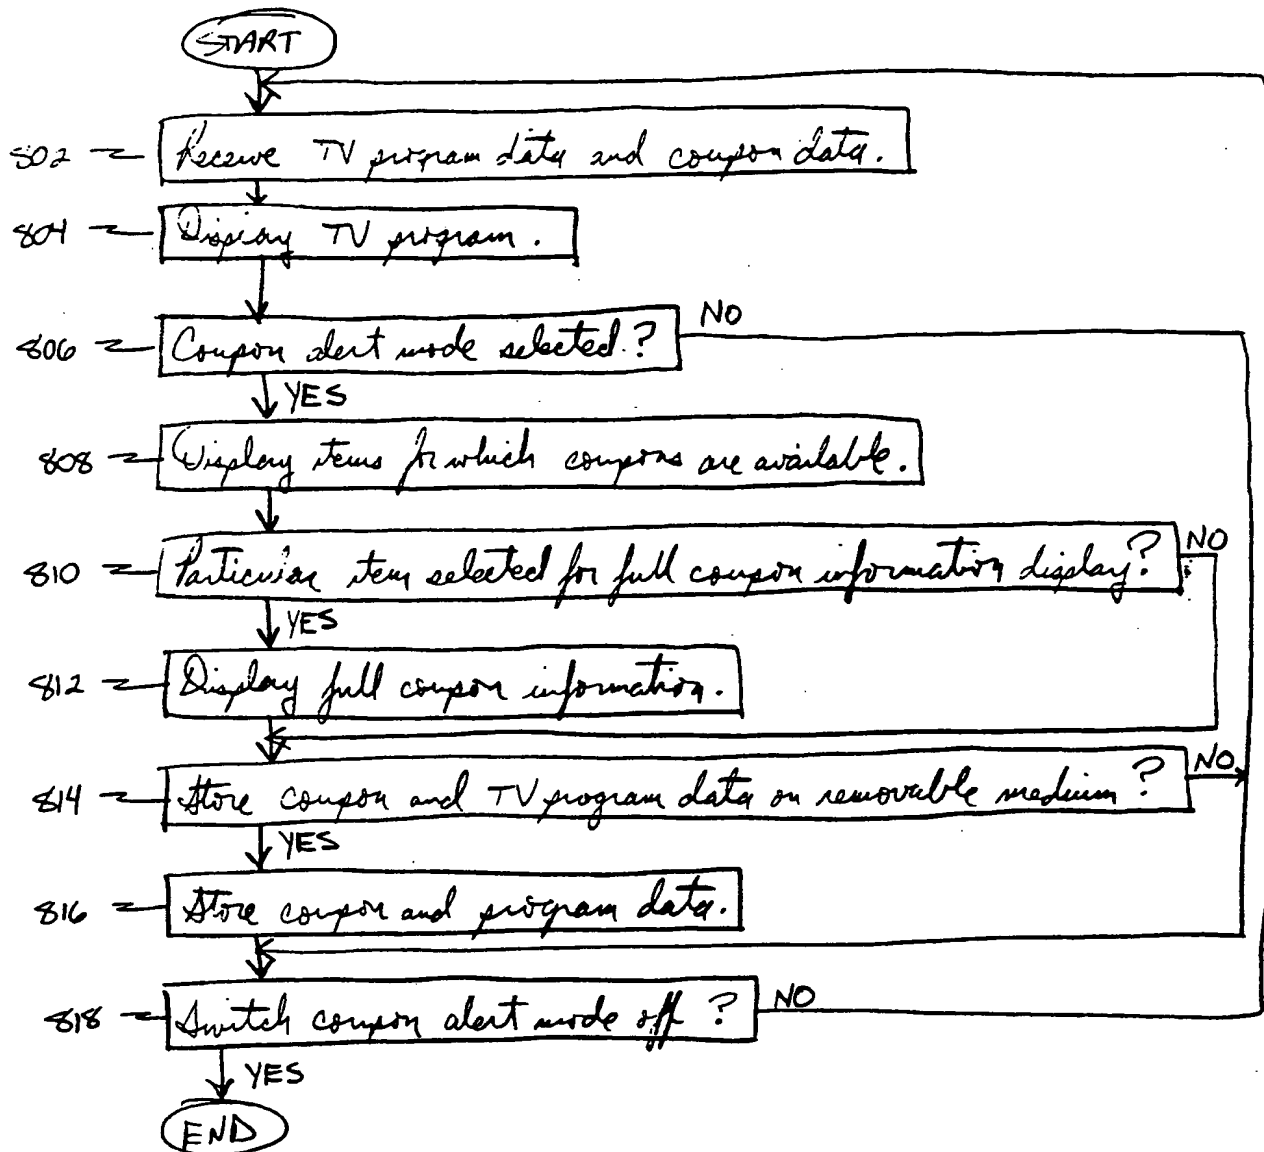 START
802 Receive TV program data and coupon data.
804 Display TV program.
806 Coupon alert mode selected? NO
YES
808 Display items for which coupons are available.
810 Particular item selected for full coupon information display? NO
YES
812 Display full coupon information.
814 Store coupon and TV program data on removable medium? NO
YES
816 Store coupon and program data.
818 Switch coupon alert mode off? NO
YES
END